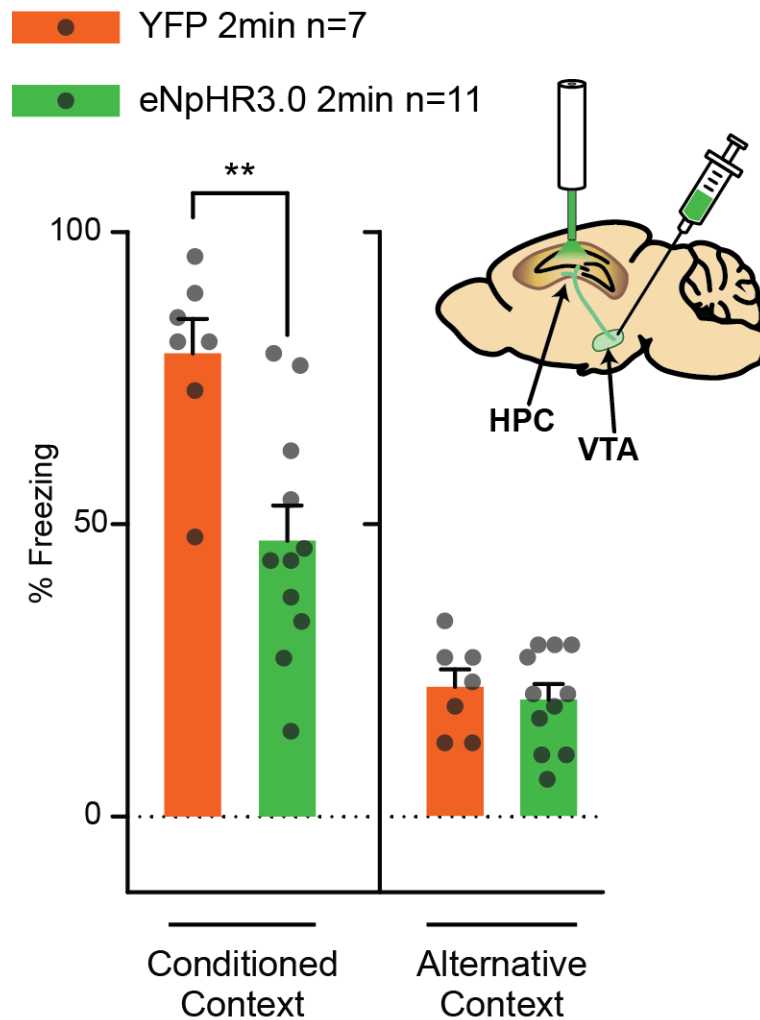 YFP 2min n=7
eNpHR3.0 2min n=11
**
100
50
0
% Freezing
HPC
VTA
Conditioned
Context
Alternative
Context